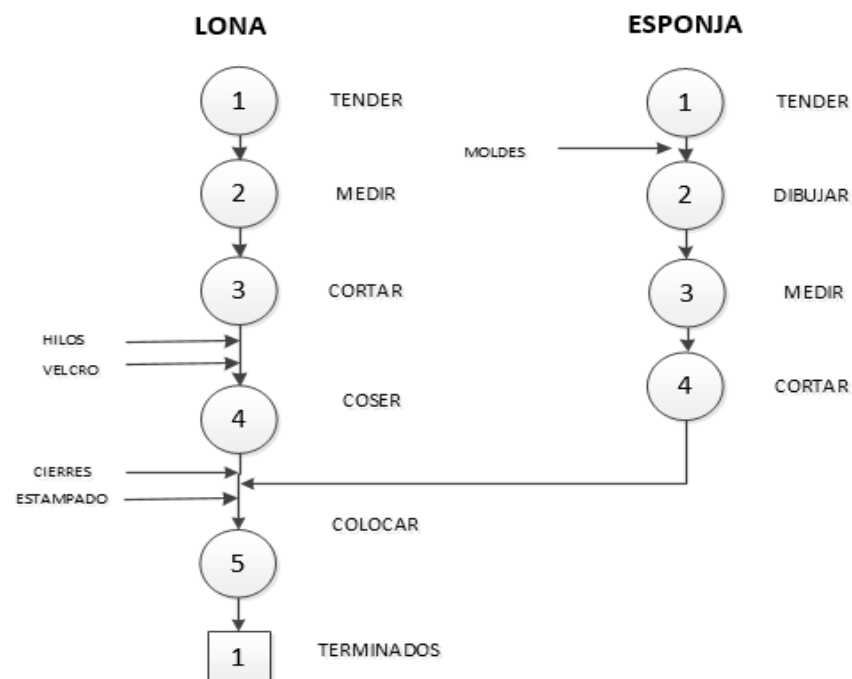 LONA
ESPONJA
1 TENDER
1 TENDER
MOLDES
2 MEDIR
2 DIBUJAR
3 CORTAR
3 MEDIR
HILOS
VELCRO
4 COSER
4 CORTAR
CIERRES
ESTAMPADO
COLOCAR
5
1 TERMINADOS